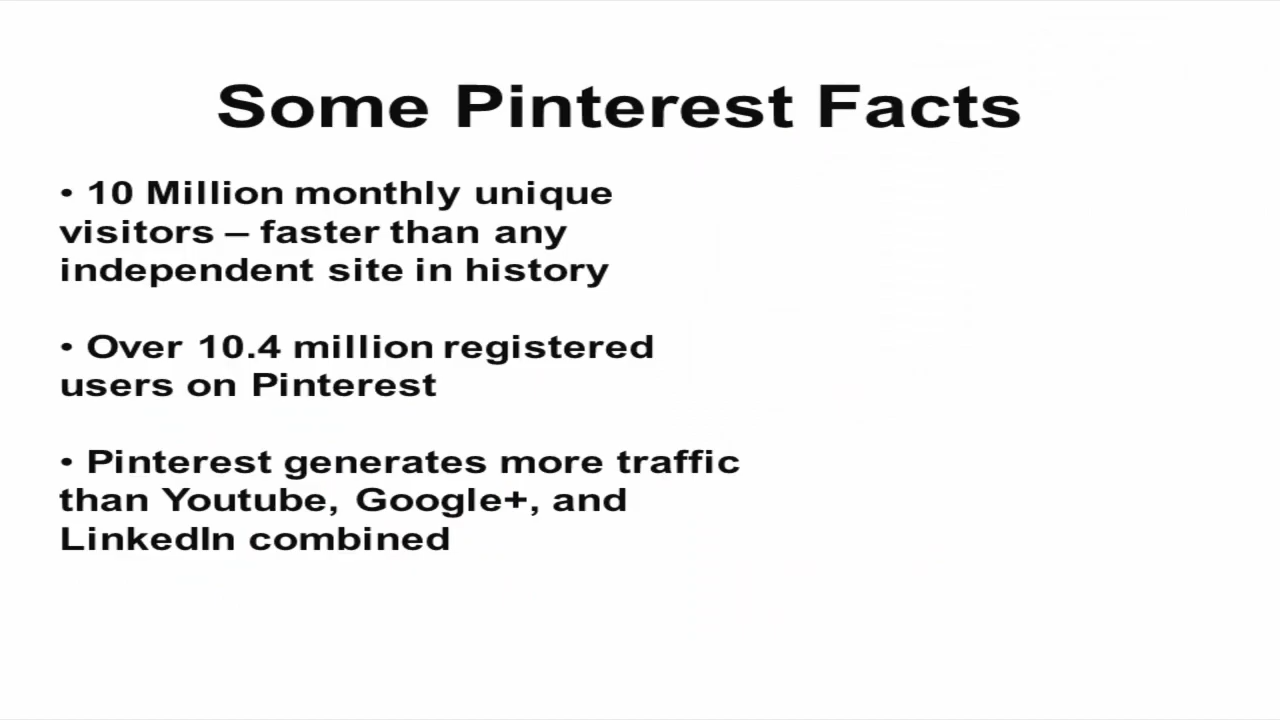 Some Pinterest Facts
• 10 Million monthly unique
visitors – faster than any
independent site in history
• Over 10.4 million registered
users on Pinterest
• Pinterest generates more traffic
than Youtube, Google+, and
LinkedIn combined